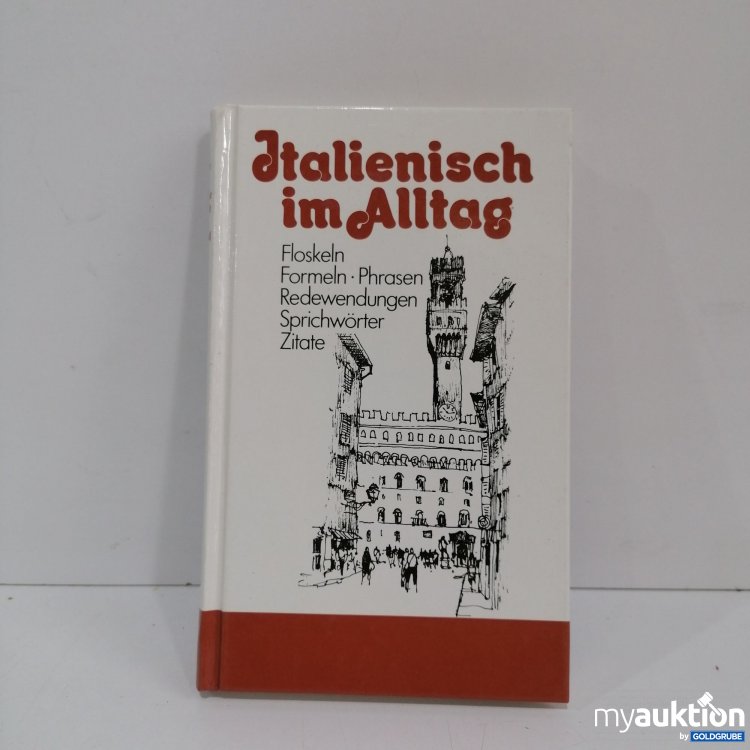 Italienisch
im Alltag
Floskeln
Formeln · Phrasen
Redewendungen
Sprichwörter
Zitate
myauktion
by GOLDGRUBE